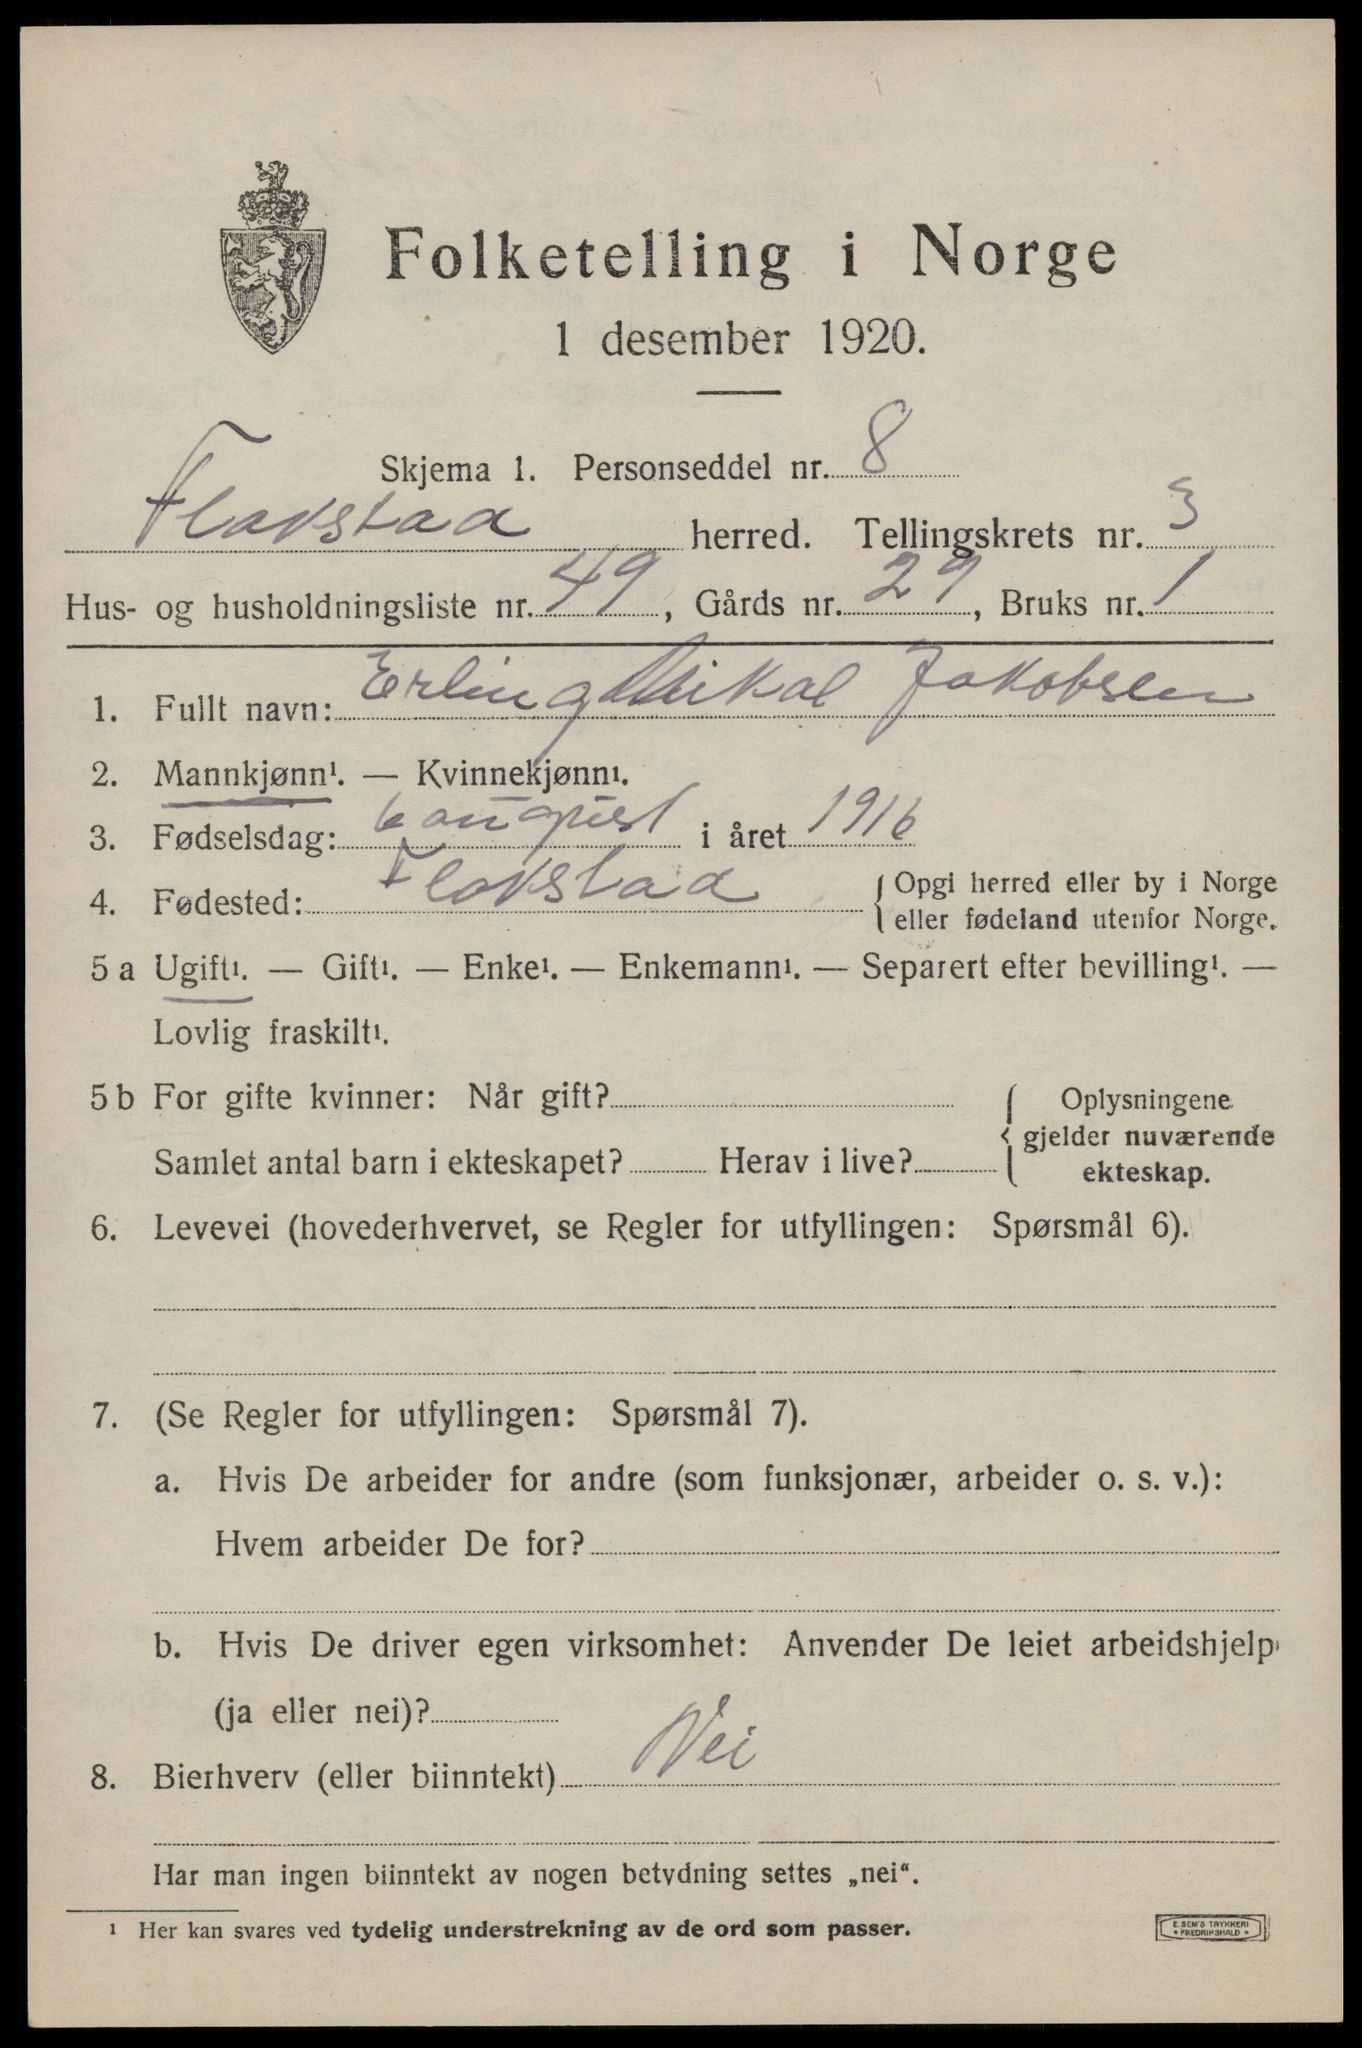 Folketelling i Norge
1 desember 1920.
Skjema 1. Personseddel nr. 8
Flakstad herred. Tellingskrets nr. 3
Hus- og husholdningsliste nr. 49, Gårds nr. 29, Bruks nr. 1
1. Fullt navn: Erling Mikal Jakobsen
2. Mannkjønn¹. — Kvinnekjønn¹.
3. Fødselsdag: 6 august i året 1916
4. Fødested: Flakstad {Opgi herred eller by i Norge
eller fødeland utenfor Norge.
5 a Ugift¹. — Gift¹. — Enke¹. — Enkemann¹. — Separert efter bevilling¹. —
Lovlig fraskilt¹.
5 b For gifte kvinner: Når gift? { Oplysningene
gjelder nuværende
Samlet antal barn i ekteskapet? Herav i live? ekteskap.
6. Levevei (hovederhvervet, se Regler for utfyllingen: Spørsmål 6).
7. (Se Regler for utfyllingen: Spørsmål 7).
a. Hvis De arbeider for andre (som funksjonær, arbeider o. s. v.):
Hvem arbeider De for?
b. Hvis De driver egen virksomhet: Anvender De leiet arbeidshjelp
(ja eller nei)?
8. Bierhverv (eller biinntekt) Nei
Har man ingen biinntekt av nogen betydning settes „nei“.
¹ Her kan svares ved tydelig understrekning av de ord som passer.
E. SEM'S TRYKKERI
* FREDRIKSHALD *